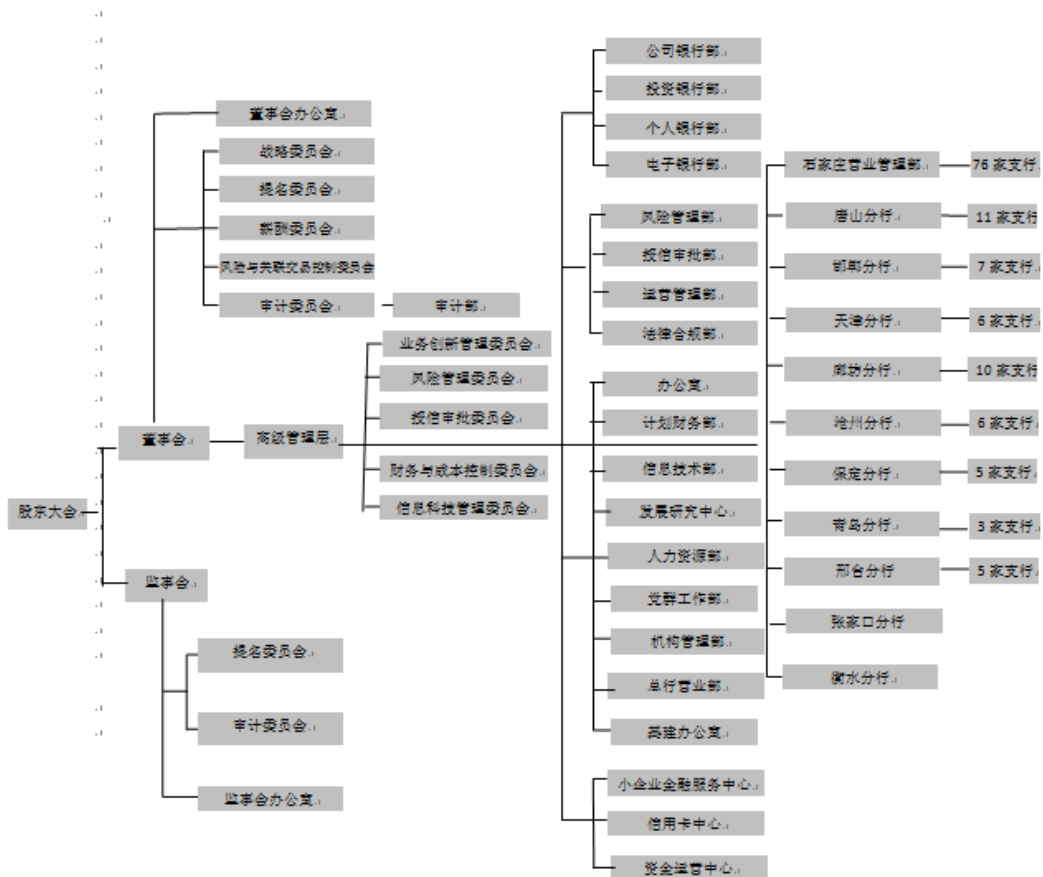 股东大会
董事会
监事会
董事会办公室
战略委员会
提名委员会
薪酬委员会
风险与关联交易控制委员会
审计委员会
审计部
高级管理层
业务创新管理委员会
风险管理委员会
授信审批委员会
财务与成本控制委员会
信息科技管理委员会
提名委员会
审计委员会
监事会办公室
公司银行部
投资银行部
个人银行部
电子银行部
风险管理部
授信审批部
运营管理部
法律合规部
办公室
计划财务部
信息技术部
发展研究中心
人力资源部
党群工作部
机构管理部
总行营业部
基建办公室
小企业金融服务中心
信用卡中心
资金运营中心
石家庄营业管理部
76 家支行
唐山分行
11 家支行
邯郸分行
7 家支行
天津分行
6 家支行
廊坊分行
10 家支行
沧州分行
6 家支行
保定分行
5 家支行
青岛分行
3 家支行
邢台分行
5 家支行
张家口分行
衡水分行